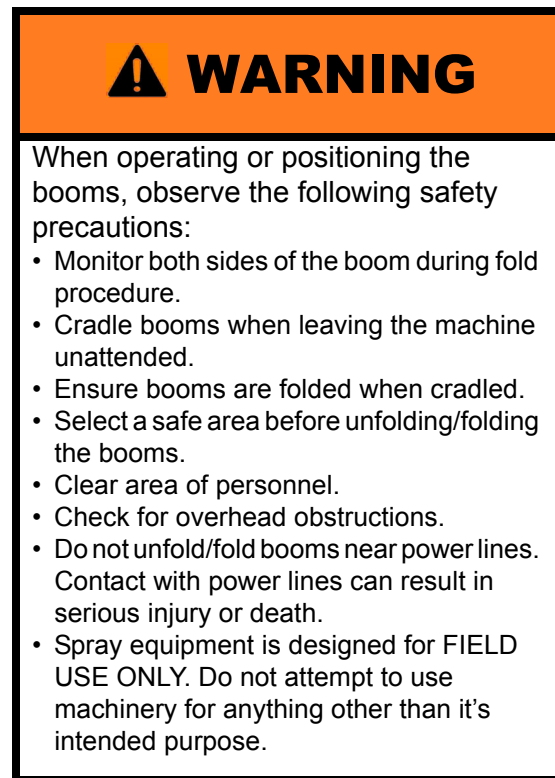 WARNING
When operating or positioning the
booms, observe the following safety
precautions:
• Monitor both sides of the boom during fold
procedure.
• Cradle booms when leaving the machine
unattended.
• Ensure booms are folded when cradled.
• Select a safe area before unfolding/folding
the booms.
• Clear area of personnel.
• Check for overhead obstructions.
• Do not unfold/fold booms near power lines.
Contact with power lines can result in
serious injury or death.
• Spray equipment is designed for FIELD
USE ONLY. Do not attempt to use
machinery for anything other than it’s
intended purpose.